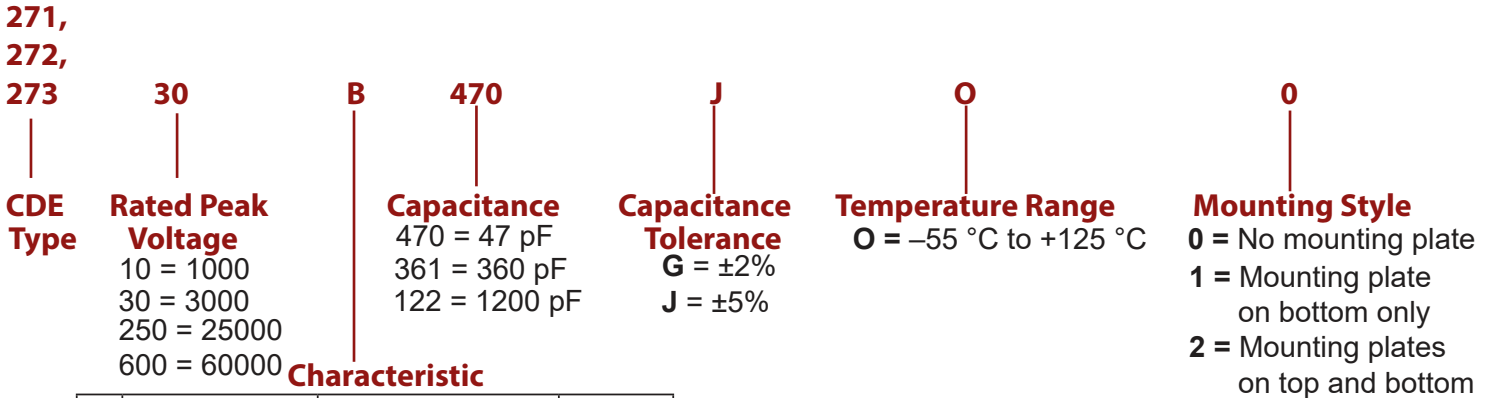 271,
272,
273 30 B 470 J O 0
CDE Type
Rated Peak Voltage
10 = 1000
30 = 3000
250 = 25000
600 = 60000
Characteristic
Capacitance
470 = 47 pF
361 = 360 pF
122 = 1200 pF
Capacitance Tolerance
G = ±2%
J = ±5%
Temperature Range
O = –55 °C to +125 °C
Mounting Style
0 = No mounting plate
1 = Mounting plate
on bottom only
2 = Mounting plates
on top and bottom